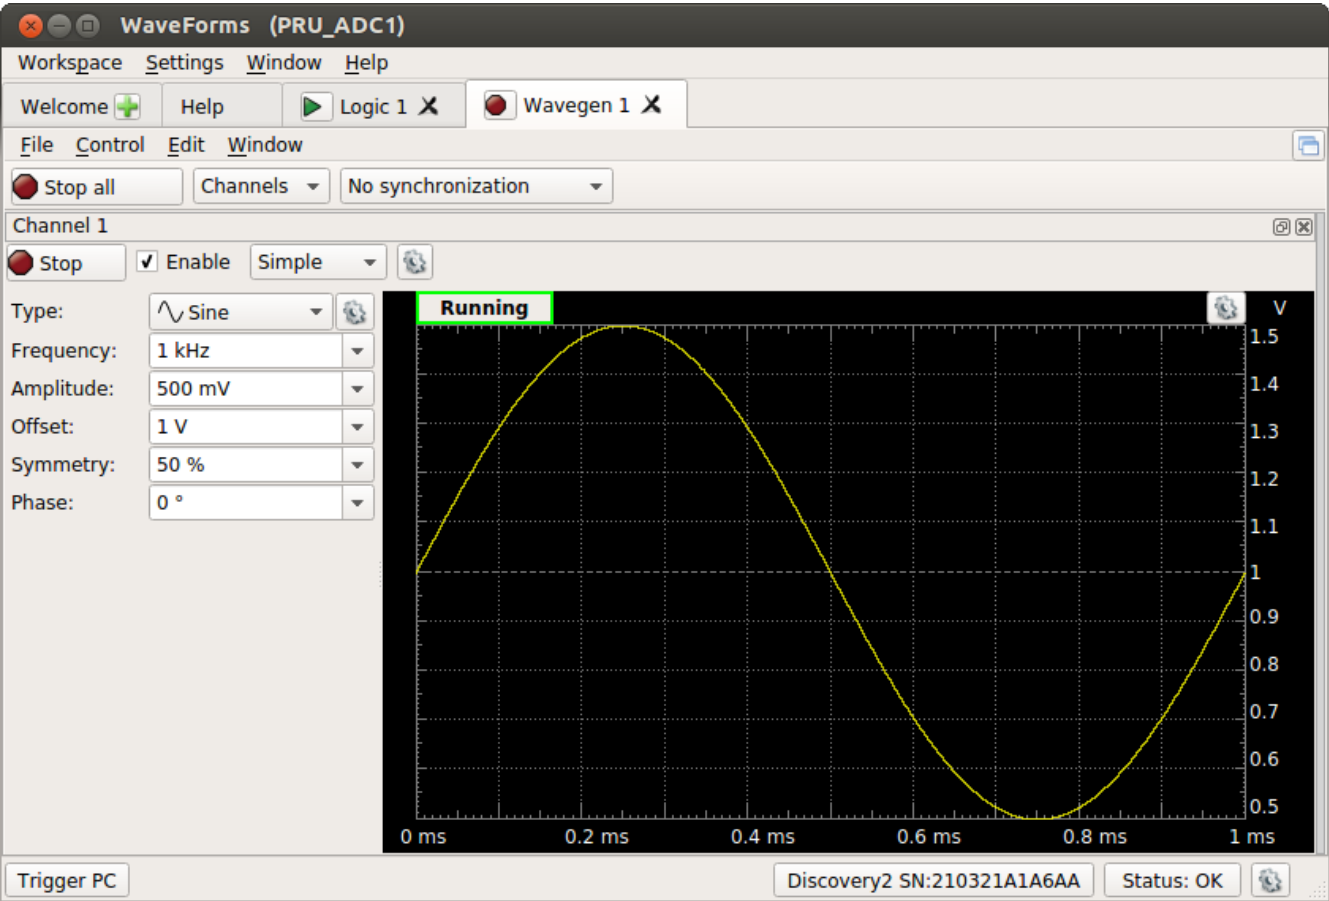 WaveForms (PRU_ADC1)
Workspace Settings Window Help
Welcome Help Logic 1 Wavegen 1
File Control Edit Window
Stop all Channels No synchronization
Channel 1
Stop Enable Simple
Type: Sine
Frequency: 1 kHz
Amplitude: 500 mV
Offset: 1 V
Symmetry: 50 %
Phase: 0 °
Running V
1.5
1.4
1.3
1.2
1.1
1
0.9
0.8
0.7
0.6
0.5
0 ms 0.2 ms 0.4 ms 0.6 ms 0.8 ms 1 ms
Trigger PC Discovery2 SN:210321A1A6AA Status: OK